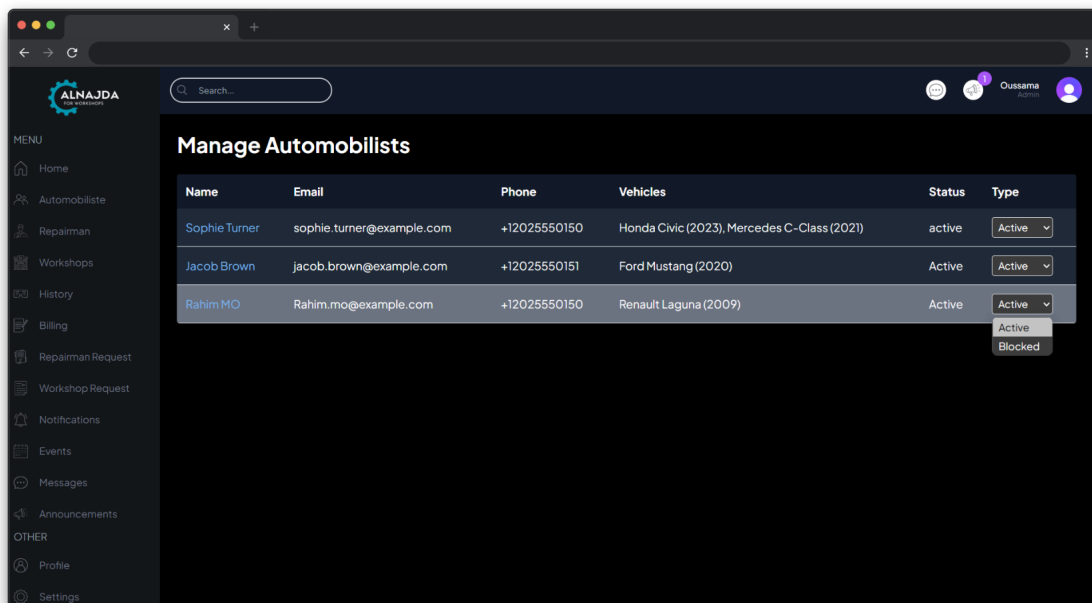 ALNAJDA
FOR WORKSHOPS
Search...
1
Oussama
Admin
MENU
Home
Automobiliste
Repairman
Workshops
History
Billing
Repairman Request
Workshop Request
Notifications
Events
Messages
Announcements
OTHER
Profile
Settings
Manage Automobilists
Name Email Phone Vehicles Status Type
Sophie Turner sophie.turner@example.com +12025550150 Honda Civic (2023), Mercedes C-Class (2021) active Active
Jacob Brown jacob.brown@example.com +12025550151 Ford Mustang (2020) Active Active
Rahim MO Rahim.mo@example.com +12025550150 Renault Laguna (2009) Active Active
Active
Blocked